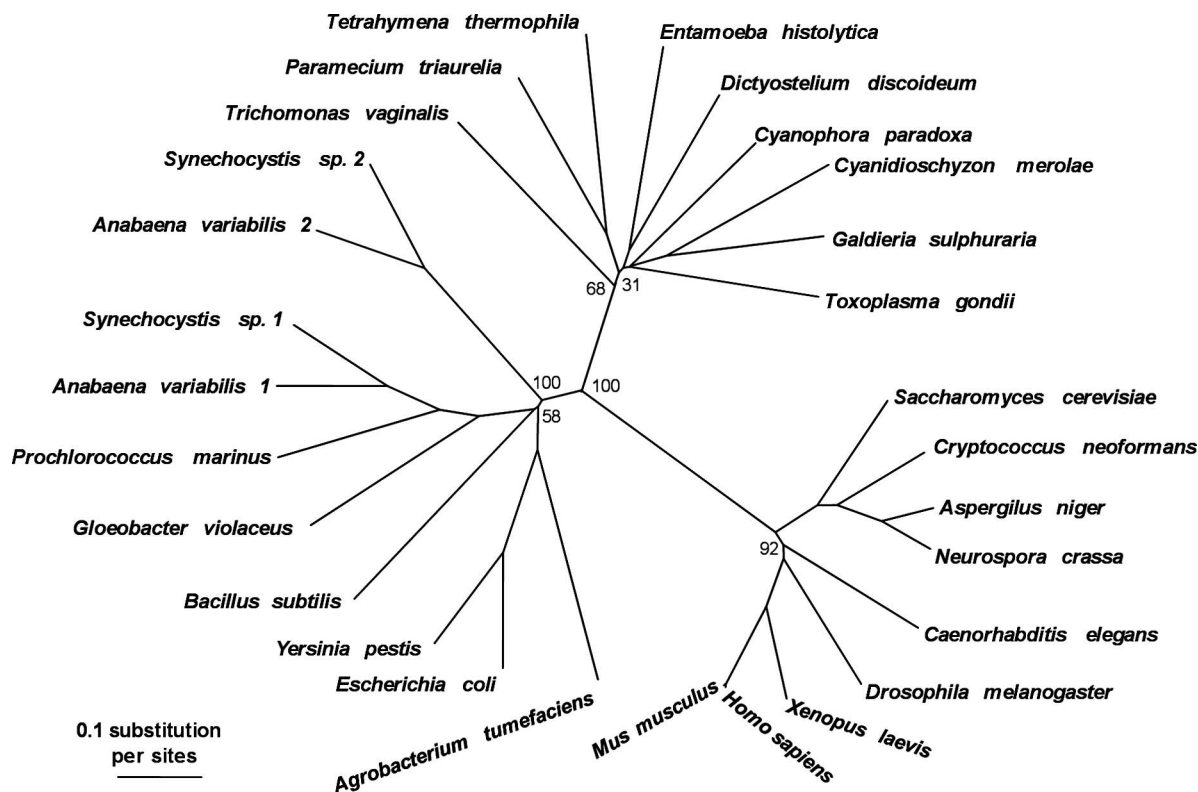 Tetrahymena thermophila
Entamoeba histolytica
Paramecium triaurelia
Dictyostelium discoideum
Trichomonas vaginalis
Cyanophora paradoxa
Synechocystis sp. 2
Cyanidioschyzon merolae
Anabaena variabilis 2
Galdieria sulphuraria
68
31
Toxoplasma gondii
Synechocystis sp. 1
Anabaena variabilis 1
100
100
Saccharomyces cerevisiae
58
Prochlorococcus marinus
Cryptococcus neoformans
Aspergilus niger
Gloeobacter violaceus
92
Neurospora crassa
Bacillus subtilis
Caenorhabditis elegans
Yersinia pestis
Escherichia coli
Drosophila melanogaster
Agrobacterium tumefaciens
Mus musculus
Homo sapiens
Xenopus laevis
0.1 substitution
per sites